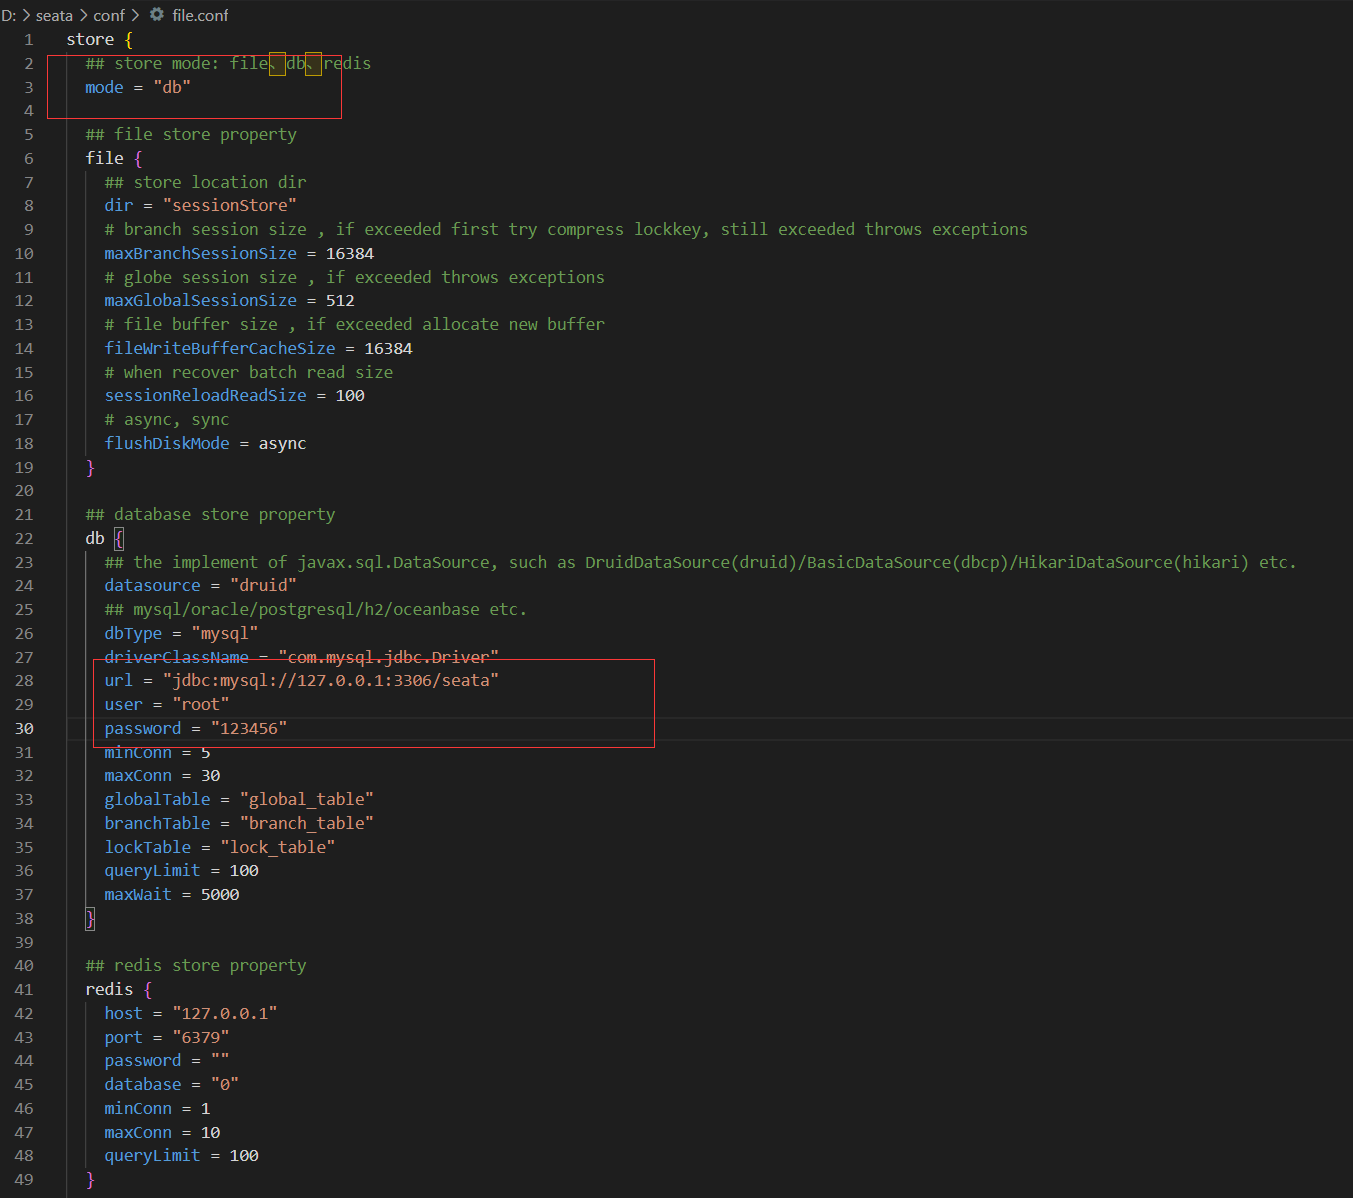 D: > seata > conf > file.conf
1 store {
2 ## store mode: file、db、redis
3 mode = "db"
4
5 ## file store property
6 file {
7 ## store location dir
8 dir = "sessionStore"
9 # branch session size , if exceeded first try compress lockkey, still exceeded throws exceptions
10 maxBranchSessionSize = 16384
11 # globe session size , if exceeded throws exceptions
12 maxGlobalSessionSize = 512
13 # file buffer size , if exceeded allocate new buffer
14 fileWriteBufferCacheSize = 16384
15 # when recover batch read size
16 sessionReloadReadSize = 100
17 # async, sync
18 flushDiskMode = async
19 }
20
21 ## database store property
22 db {
23 ## the implement of javax.sql.DataSource, such as DruidDataSource(druid)/BasicDataSource(dbcp)/HikariDataSource(hikari) etc.
24 datasource = "druid"
25 ## mysql/oracle/postgresql/h2/oceanbase etc.
26 dbType = "mysql"
27 driverClassName = "com.mysql.jdbc.Driver"
28 url = "jdbc:mysql://127.0.0.1:3306/seata"
29 user = "root"
30 password = "123456"
31 minConn = 5
32 maxConn = 30
33 globalTable = "global_table"
34 branchTable = "branch_table"
35 lockTable = "lock_table"
36 queryLimit = 100
37 maxWait = 5000
38 }
39
40 ## redis store property
41 redis {
42 host = "127.0.0.1"
43 port = "6379"
44 password = ""
45 database = "0"
46 minConn = 1
47 maxConn = 10
48 queryLimit = 100
49 }